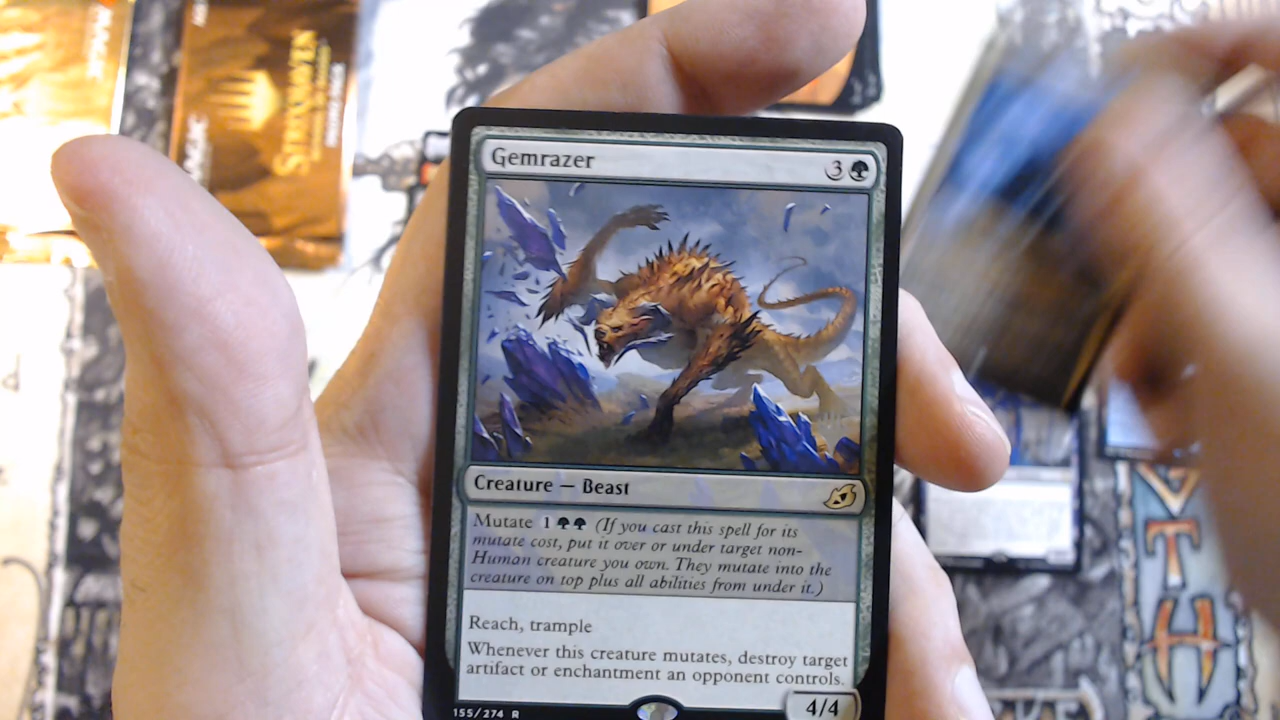 STRIXHAVEN
Gemrazer 3
Creature — Beast
Mutate 1 (If you cast this spell for its
mutate cost, put it over or under target non-
Human creature you own. They mutate into the
creature on top plus all abilities from under it.)
Reach, trample
Whenever this creature mutates, destroy target
artifact or enchantment an opponent controls.
4/4
155/274 R